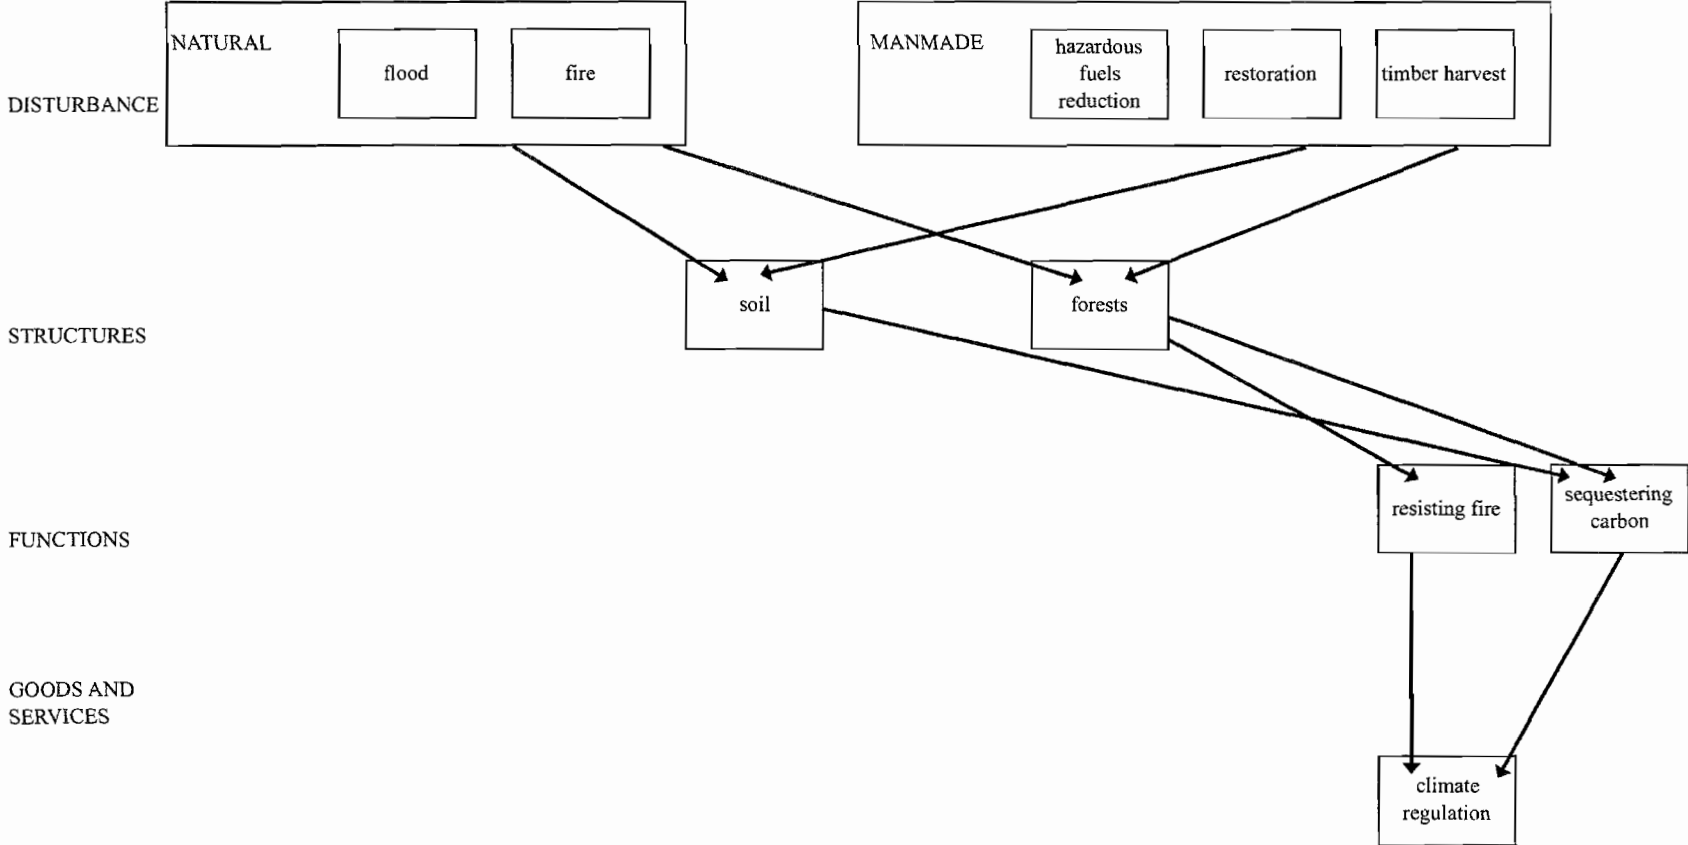 NATURAL
flood
fire
MANMADE
hazardous
fuels
reduction
restoration
timber harvest
DISTURBANCE
soil
forests
STRUCTURES
resisting fire
sequestering
carbon
FUNCTIONS
GOODS AND
SERVICES
climate
regulation